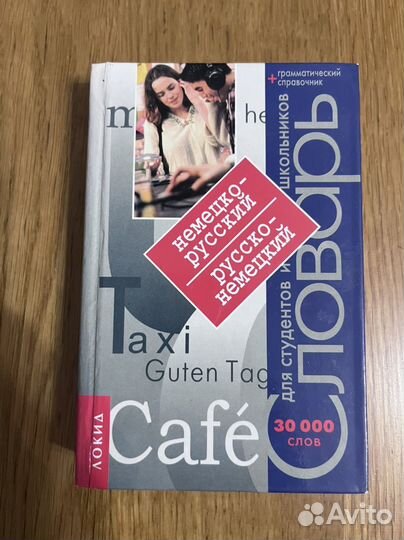 + грамматический
справочник
m
he
немецко-
русский
русско-
немецкий
Словарь
для студентов и школьников
Taxi
Guten Tag
Café
30 000
слов
ЛОКИД
Avito